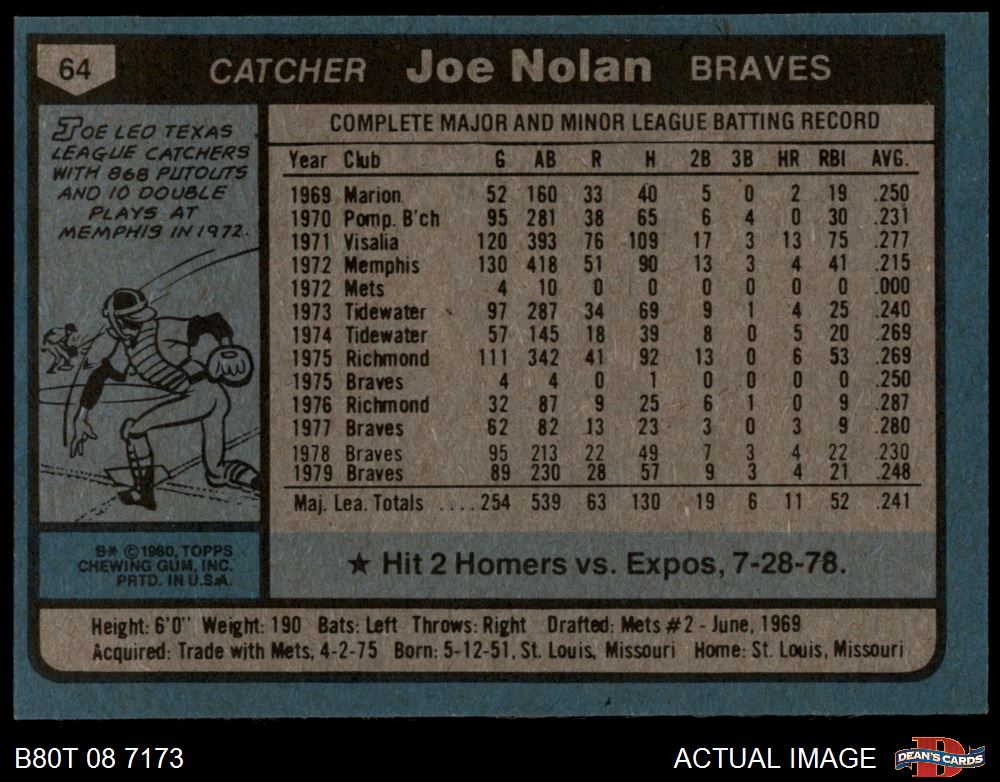 64
CATCHER Joe Nolan BRAVES
JOE LED TEXAS
LEAGUE CATCHERS
WITH 868 PUTOUTS
AND 10 DOUBLE
PLAYS AT
MEMPHIS IN 1972.
COMPLETE MAJOR AND MINOR LEAGUE BATTING RECORD
Year Club G AB R H 2B 3B HR RBI AVG.
1969 Marion 52 160 33 40 5 0 2 19 .250
1970 Pomp. B'ch 95 281 38 65 6 4 0 30 .231
1971 Visalia 120 393 76 109 17 3 13 75 .277
1972 Memphis 130 418 51 90 13 3 4 41 .215
1972 Mets 4 10 0 0 0 0 0 0 .000
1973 Tidewater 97 287 34 69 9 1 4 25 .240
1974 Tidewater 57 145 18 39 8 0 5 20 .269
1975 Richmond 111 342 41 92 13 0 6 53 .269
1975 Braves 4 4 0 1 0 0 0 0 .250
1976 Richmond 32 87 9 25 6 1 0 9 .287
1977 Braves 62 82 13 23 3 0 3 9 .280
1978 Braves 95 213 22 49 7 3 4 22 .230
1979 Braves 89 230 28 57 9 3 4 21 .248
Maj. Lea. Totals ....254 539 63 130 19 6 11 52 .241
B* ©1980, TOPPS
CHEWING GUM, INC.
PRTD. IN U.S.A.
★ Hit 2 Homers vs. Expos, 7-28-78.
Height: 6'0" Weight: 190 Bats: Left Throws: Right Drafted: Mets #2 - June, 1969
Acquired: Trade with Mets, 4-2-75 Born: 5-12-51, St. Louis, Missouri Home: St. Louis, Missouri
B80T 08 7173
ACTUAL IMAGE
D
DEAN'S CARDS